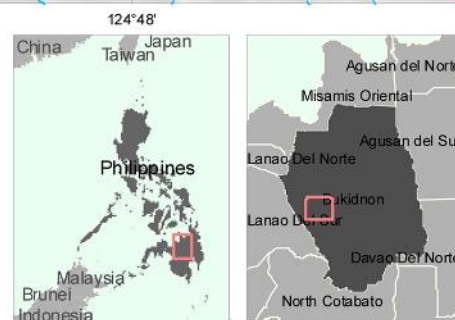 124°48'
China
Japan
Taiwan
Philippines
Malaysia
Brunei
Indonesia
Agusan del Norte
Misamis Oriental
Agusan del Su
Lanao Del Norte
Bukidnon
Lanao Del Sur
Davao Del Norte
North Cotabato